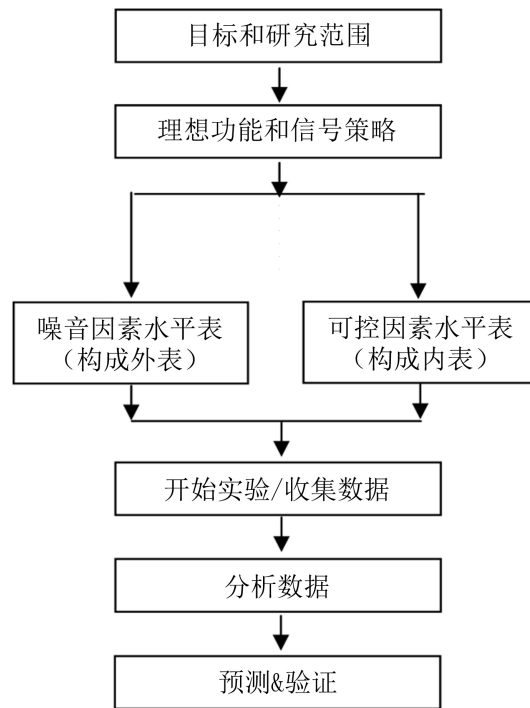 目标和研究范围
理想功能和信号策略
噪音因素水平表
（构成外表）
可控因素水平表
（构成内表）
开始实验/收集数据
分析数据
预测&验证